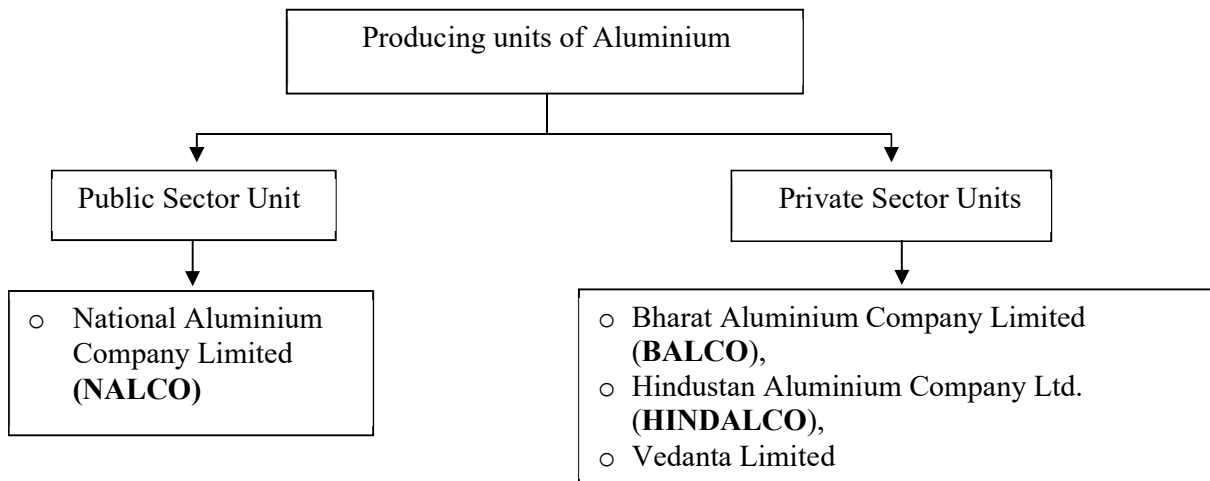 Producing units of Aluminium
Public Sector Unit
Private Sector Units
o National Aluminium
Company Limited
(NALCO)
o Bharat Aluminium Company Limited
(BALCO),
o Hindustan Aluminium Company Ltd.
(HINDALCO),
o Vedanta Limited